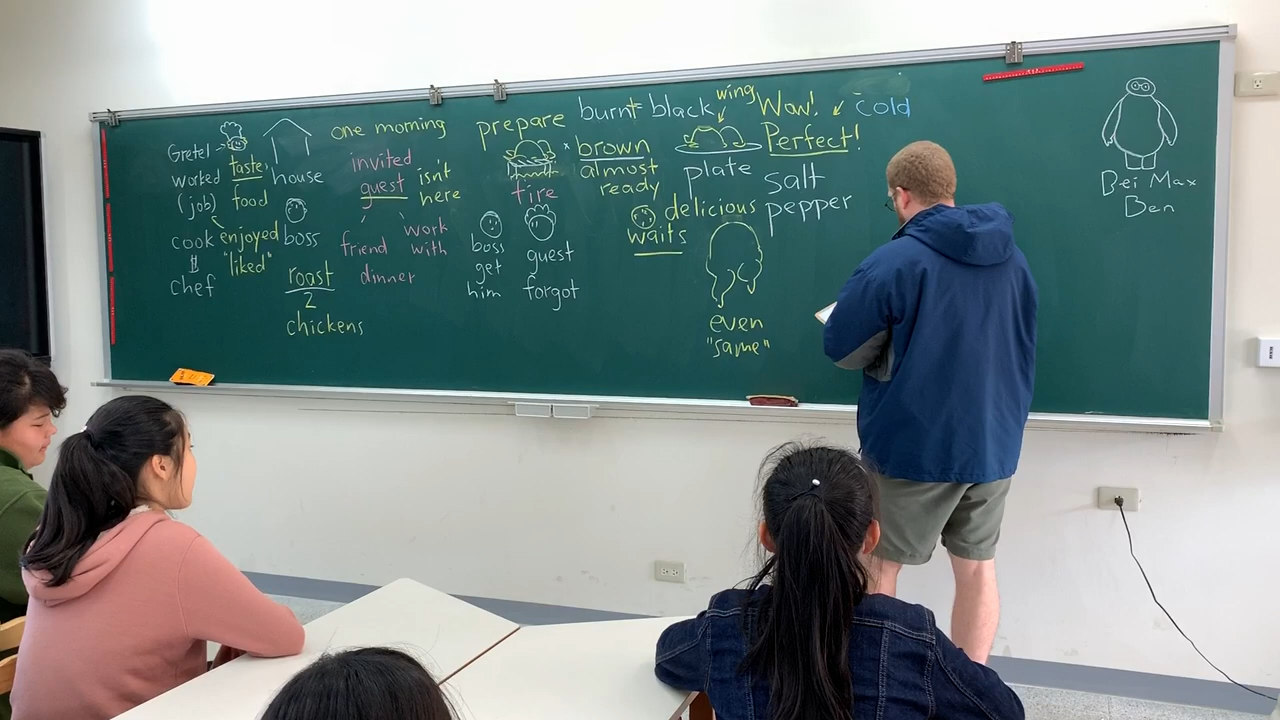 Gretel
worked
(job)
cook
chef
taste
food
enjoyed
"liked"
house
boss
roast
2
chickens
one morning
invited
guest
isn't
here
friend
work
with
dinner
prepare
fire
boss
get
him
guest
forgot
burnt= black
x brown
almost
ready
waits
delicious
wing
plate
even
"same"
Wow!
cold
Perfect!
salt
pepper
Bei Max
Ben